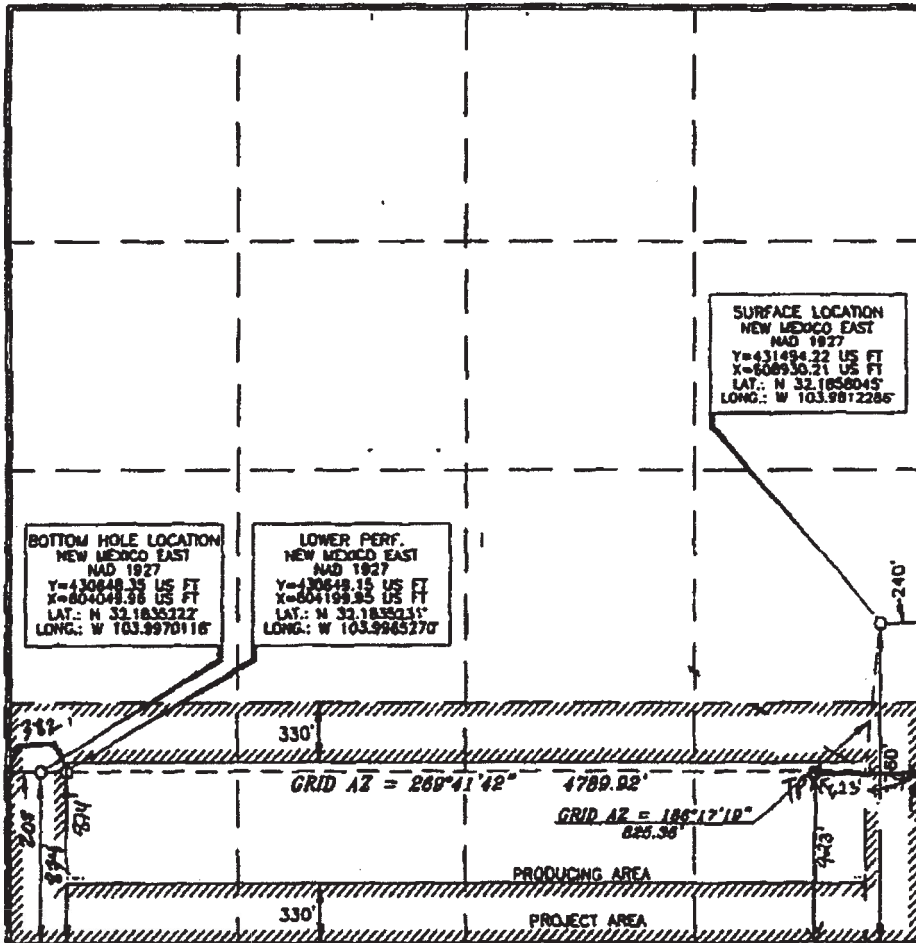 SURFACE LOCATION
NEW MEXICO EAST
NAD 1927
Y=431494.22 US FT
X=608930.21 US FT
LAT.: N 32.1858045°
LONG.: W 103.9812286°
240'
BOTTOM HOLE LOCATION
NEW MEXICO EAST
NAD 1927
Y=430648.35 US FT
X=604049.96 US FT
LAT.: N 32.1835222°
LONG.: W 103.9970116°
LOWER PERF.
NEW MEXICO EAST
NAD 1927
Y=430649.15 US FT
X=604199.95 US FT
LAT.: N 32.1835231°
LONG.: W 103.9965270°
330'
GRID AZ = 269°41'42" 4789.92'
GRID AZ = 186°17'19"
825.36'
874'
874'
PRODUCING AREA
330'
PROJECT AREA